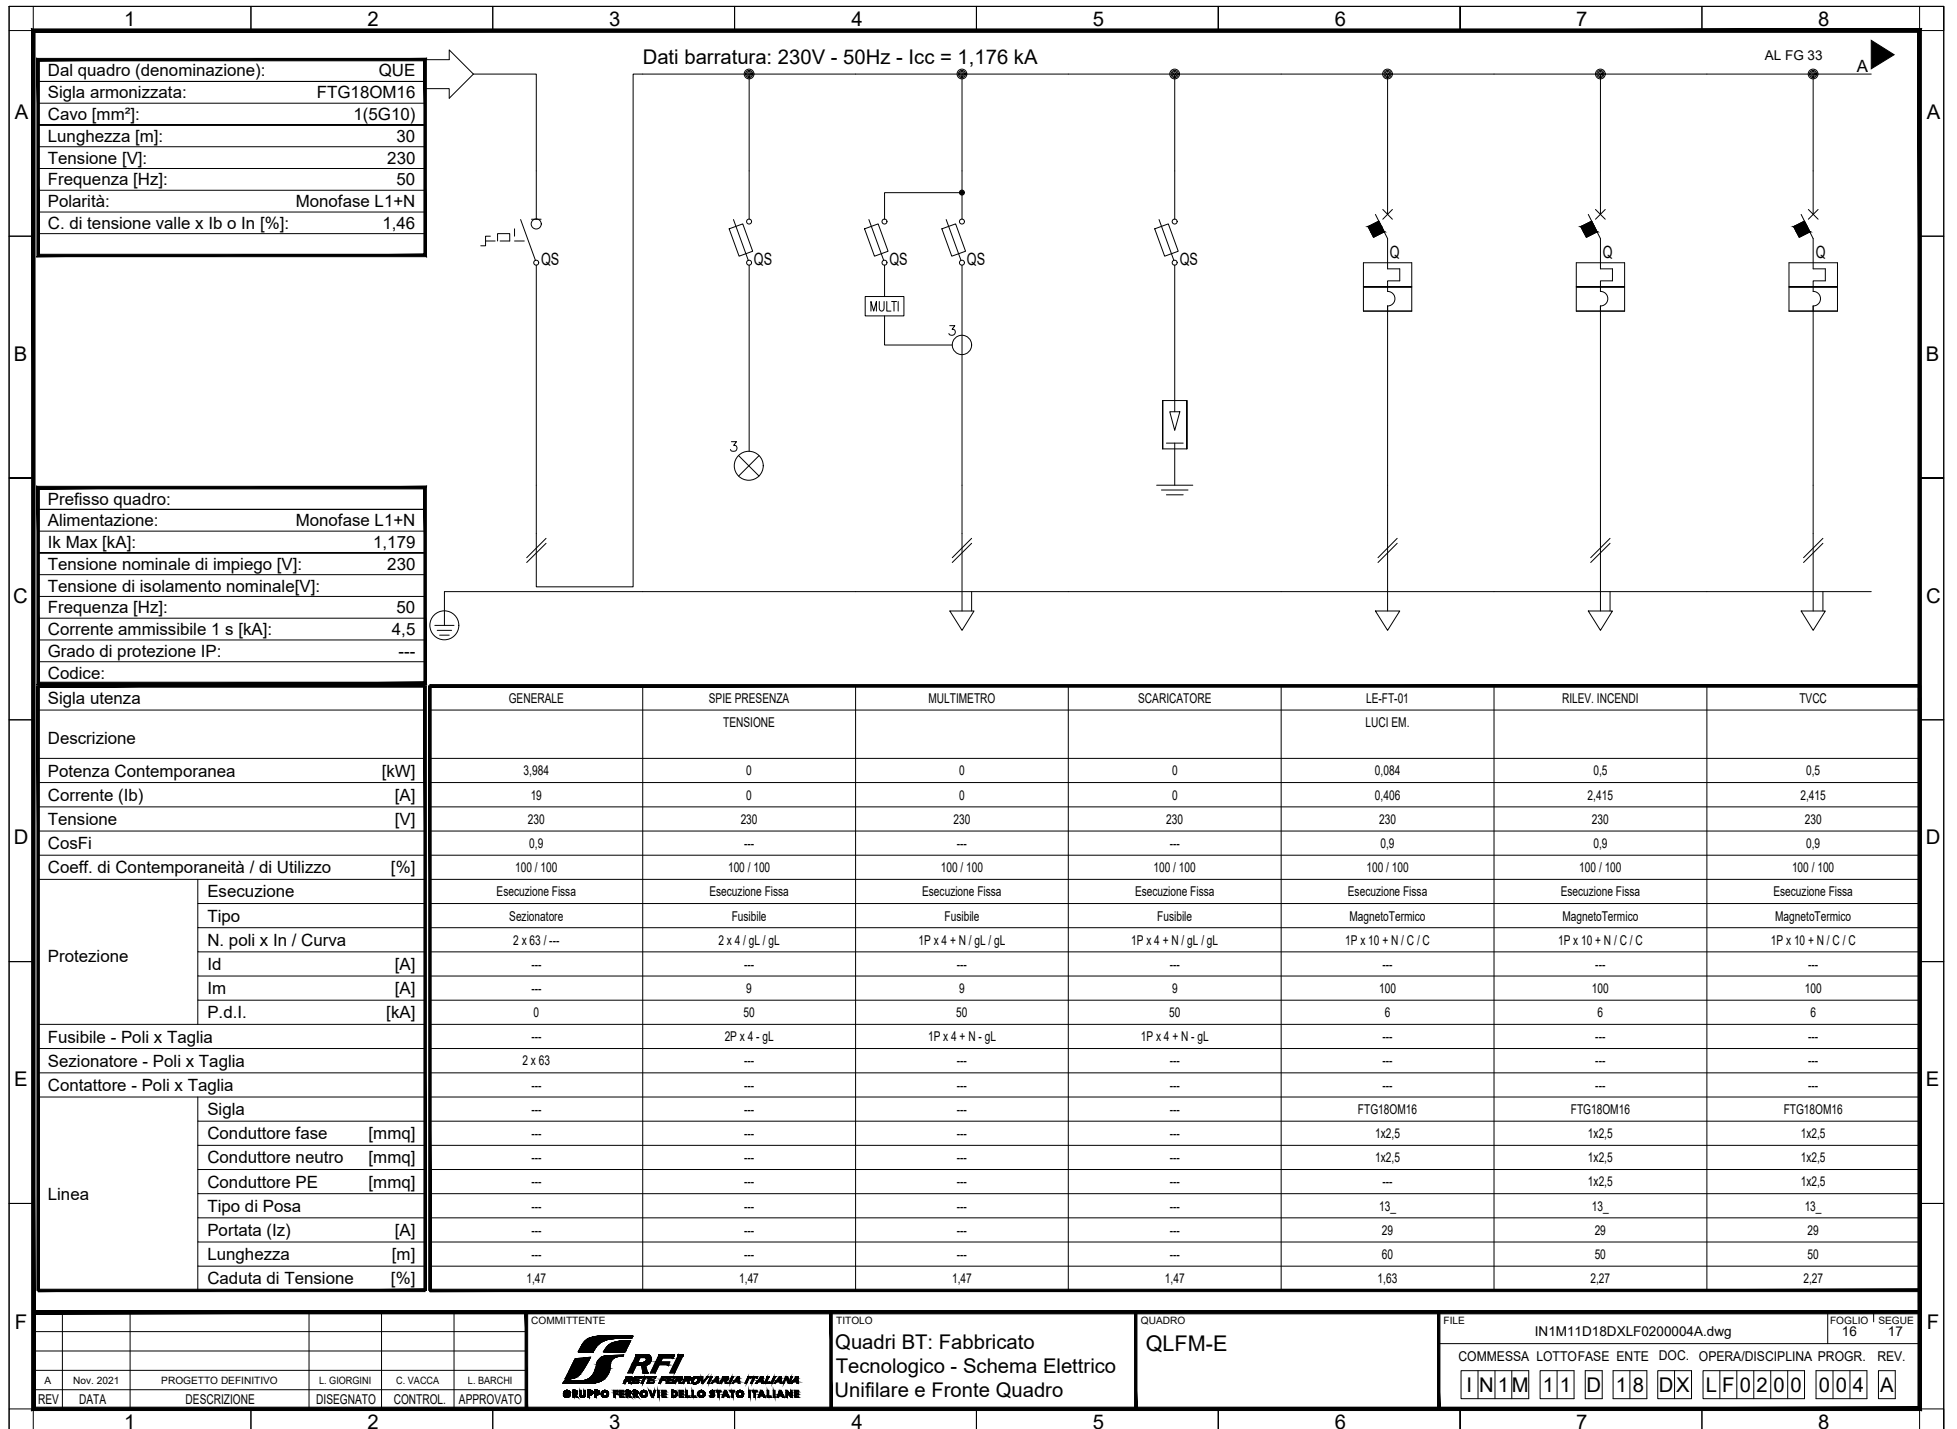 1 2 3 4 5 6 7 8
Dati barratura: 230V - 50Hz - Icc = 1,176 kA
AL FG 33
A
Dal quadro (denominazione): QUE
Sigla armonizzata: FTG18OM16
Cavo [mm²]: 1(5G10)
Lunghezza [m]: 30
Tensione [V]: 230
Frequenza [Hz]: 50
Polarità: Monofase L1+N
C. di tensione valle x Ib o In [%]: 1,46
A A
QS QS QS QS QS Q Q Q
MULTI
3
B B
3
Prefisso quadro:
Alimentazione: Monofase L1+N
Ik Max [kA]: 1,179
Tensione nominale di impiego [V]: 230
Tensione di isolamento nominale[V]:
Frequenza [Hz]: 50
Corrente ammissibile 1 s [kA]: 4,5
Grado di protezione IP: ---
Codice:
C C
Sigla utenza GENERALE SPIE PRESENZA MULTIMETRO SCARICATORE LE-FT-01 RILEV. INCENDI TVCC
Descrizione TENSIONE LUCI EM.
Potenza Contemporanea [kW] 3,984 0 0 0 0,084 0,5 0,5
Corrente (Ib) [A] 19 0 0 0 0,406 2,415 2,415
Tensione [V] 230 230 230 230 230 230 230
D D
CosFi 0,9 --- --- --- 0,9 0,9 0,9
Coeff. di Contemporaneità / di Utilizzo [%] 100 / 100 100 / 100 100 / 100 100 / 100 100 / 100 100 / 100 100 / 100
Protezione
Esecuzione Esecuzione Fissa Esecuzione Fissa Esecuzione Fissa Esecuzione Fissa Esecuzione Fissa Esecuzione Fissa Esecuzione Fissa
Tipo Sezionatore Fusibile Fusibile Fusibile MagnetoTermico MagnetoTermico MagnetoTermico
N. poli x In / Curva 2 x 63 / --- 2 x 4 / gL / gL 1P x 4 + N / gL / gL 1P x 4 + N / gL / gL 1P x 10 + N / C / C 1P x 10 + N / C / C 1P x 10 + N / C / C
Id [A] --- --- --- --- --- --- ---
Im [A] --- 9 9 9 100 100 100
P.d.I. [kA] 0 50 50 50 6 6 6
Fusibile - Poli x Taglia --- 2P x 4 - gL 1P x 4 + N - gL 1P x 4 + N - gL --- --- ---
Sezionatore - Poli x Taglia 2 x 63 --- --- --- --- --- ---
E E
Contattore - Poli x Taglia --- --- --- --- --- --- ---
Linea
Sigla --- --- --- --- FTG18OM16 FTG18OM16 FTG18OM16
Conduttore fase [mmq] --- --- --- --- 1x2,5 1x2,5 1x2,5
Conduttore neutro [mmq] --- --- --- --- 1x2,5 1x2,5 1x2,5
Conduttore PE [mmq] --- --- --- --- --- 1x2,5 1x2,5
Tipo di Posa --- --- --- --- 13_ 13_ 13_
Portata (Iz) [A] --- --- --- --- 29 29 29
Lunghezza [m] --- --- --- --- 60 50 50
Caduta di Tensione [%] 1,47 1,47 1,47 1,47 1,63 2,27 2,27
F F
A Nov. 2021 PROGETTO DEFINITIVO L. GIORGINI C. VACCA L. BARCHI
REV DATA DESCRIZIONE DISEGNATO CONTROL. APPROVATO
COMMITTENTE
RFI
RETE FERROVIARIA ITALIANA
GRUPPO FERROVIE DELLO STATO ITALIANE
TITOLO
Quadri BT: Fabbricato
Tecnologico - Schema Elettrico
Unifilare e Fronte Quadro
QUADRO
QLFM-E
FILE
IN1M11D18DXLF0200004A.dwg
FOGLIO SEGUE
16 17
COMMESSA LOTTO FASE ENTE DOC. OPERA/DISCIPLINA PROGR. REV.
IN1M 11 D 18 DX LF0200 004 A
1 2 3 4 5 6 7 8